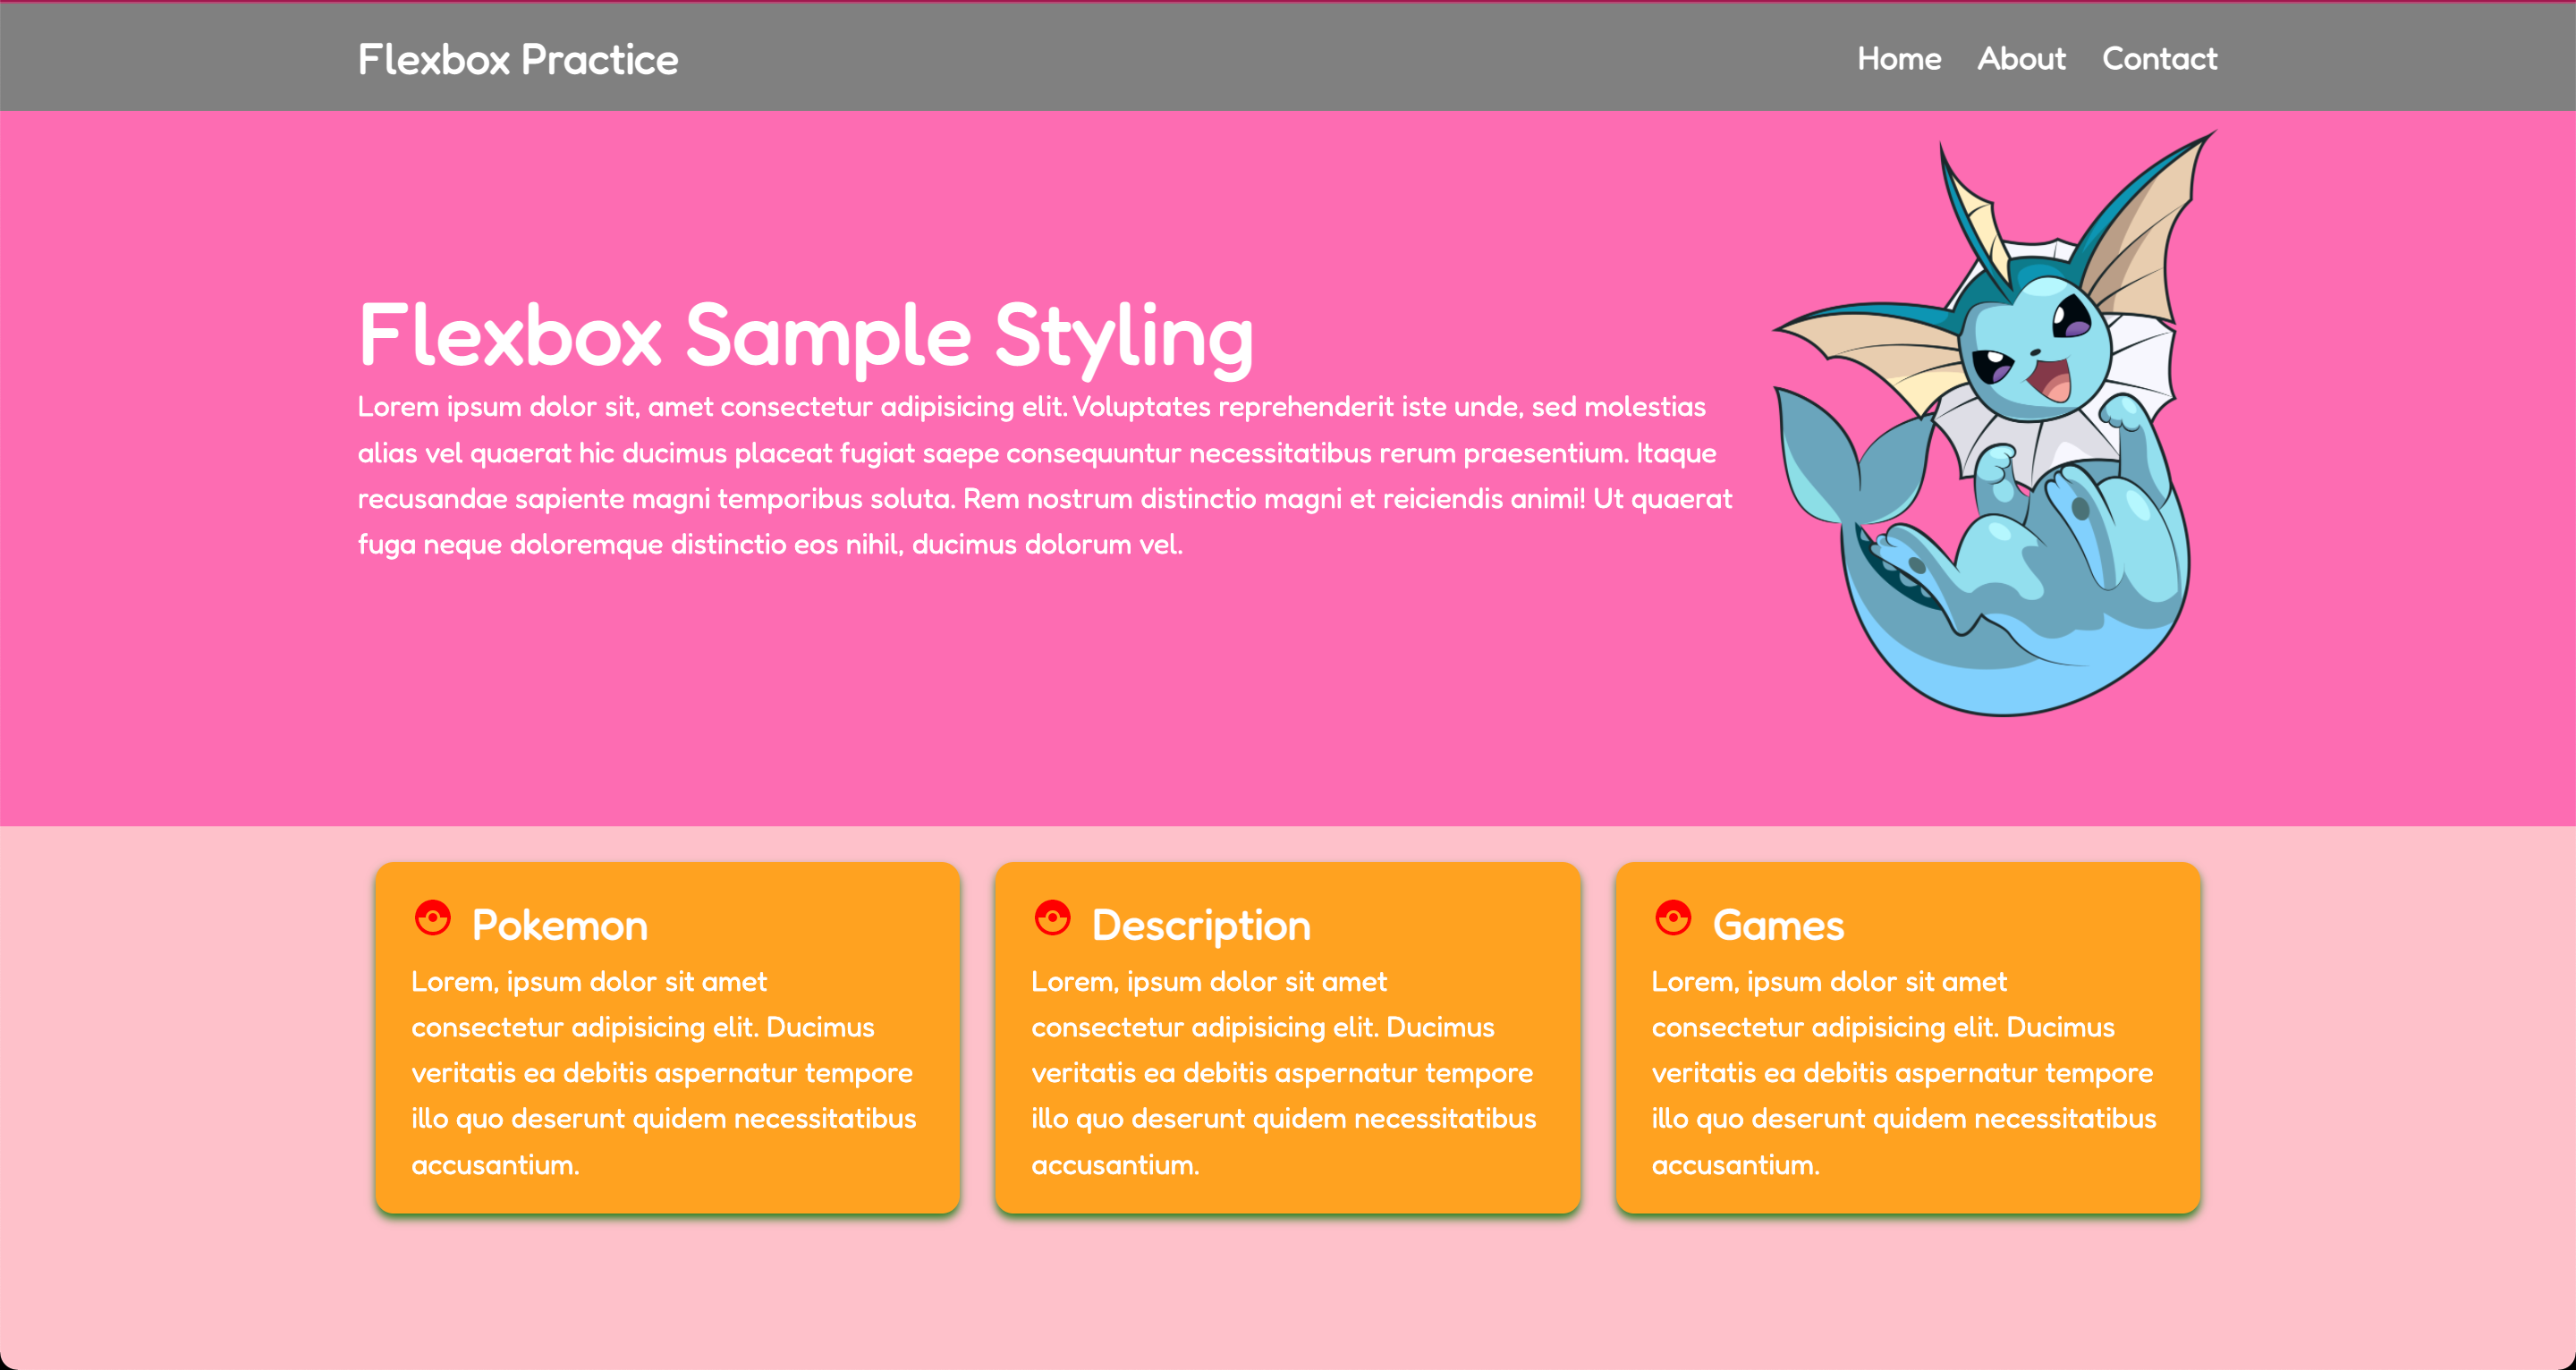 Flexbox Practice
Home About Contact
Flexbox Sample Styling
Lorem ipsum dolor sit, amet consectetur adipisicing elit. Voluptates reprehenderit iste unde, sed molestias
alias vel quaerat hic ducimus placeat fugiat saepe consequuntur necessitatibus rerum praesentium. Itaque
recusandae sapiente magni temporibus soluta. Rem nostrum distinctio magni et reiciendis animi! Ut quaerat
fuga neque doloremque distinctio eos nihil, ducimus dolorum vel.
Pokemon
Lorem, ipsum dolor sit amet
consectetur adipisicing elit. Ducimus
veritatis ea debitis aspernatur tempore
illo quo deserunt quidem necessitatibus
accusantium.
Description
Lorem, ipsum dolor sit amet
consectetur adipisicing elit. Ducimus
veritatis ea debitis aspernatur tempore
illo quo deserunt quidem necessitatibus
accusantium.
Games
Lorem, ipsum dolor sit amet
consectetur adipisicing elit. Ducimus
veritatis ea debitis aspernatur tempore
illo quo deserunt quidem necessitatibus
accusantium.